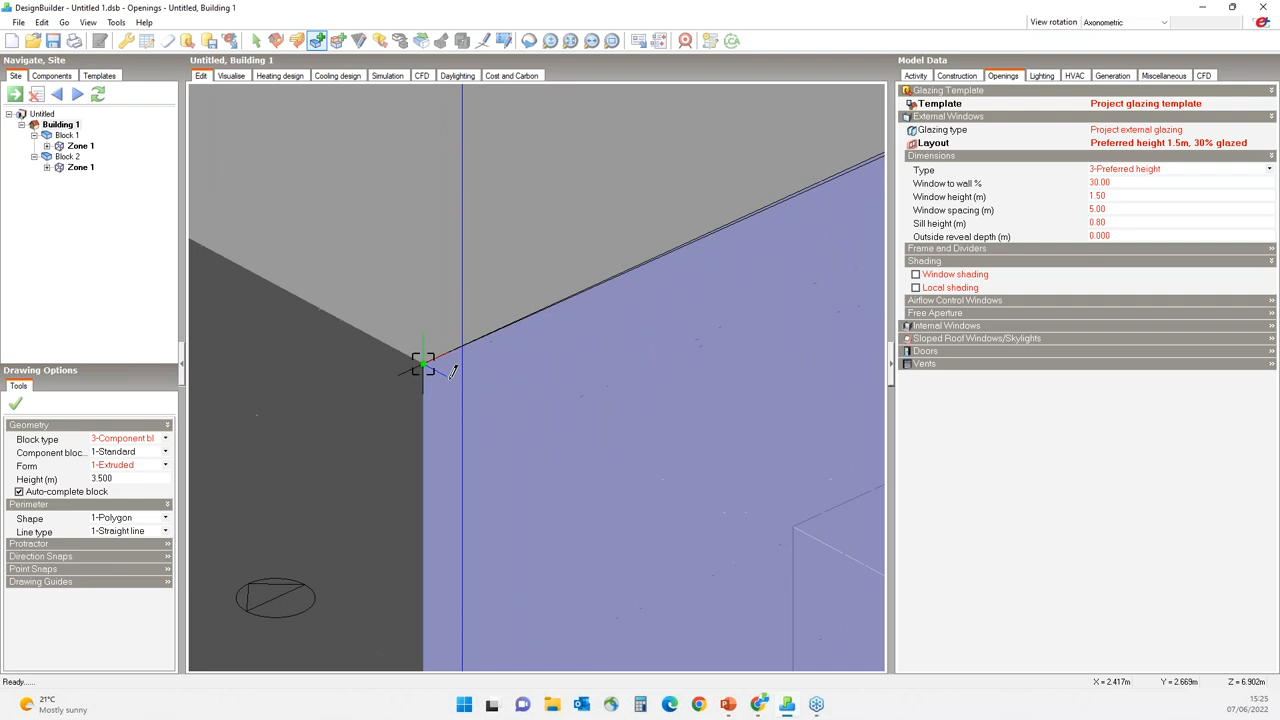 DesignBuilder - Untitled 1.dsb - Openings - Untitled, Building 1
File Edit Go View Tools Help
View rotation Axonometric
Navigate, Site
Site Components Templates
Untitled
Building 1
Block 1
Zone 1
Block 2
Zone 1
Drawing Options
Tools
Geometry
Block type 3-Component bl
Component bloc... 1-Standard
Form 1-Extruded
Height (m) 3.500
Auto-complete block
Perimeter
Shape 1-Polygon
Line type 1-Straight line
Protractor
Direction Snaps
Point Snaps
Drawing Guides
Untitled, Building 1
Edit Visualise Heating design Cooling design Simulation CFD Daylighting Cost and Carbon
Model Data
Activity Construction Openings Lighting HVAC Generation Miscellaneous CFD
Glazing Template
Template Project glazing template
External Windows
Glazing type Project external glazing
Layout Preferred height 1.5m, 30% glazed
Dimensions
Type 3-Preferred height
Window to wall % 30.00
Window height (m) 1.50
Window spacing (m) 5.00
Sill height (m) 0.80
Outside reveal depth (m) 0.000
Frame and Dividers
Shading
Window shading
Local shading
Airflow Control Windows
Free Aperture
Internal Windows
Sloped Roof Windows/Skylights
Doors
Vents
Ready.....
X = 2.417m Y = 2.669m Z = 6.902m
21°C
Mostly sunny
15:25
07/06/2022